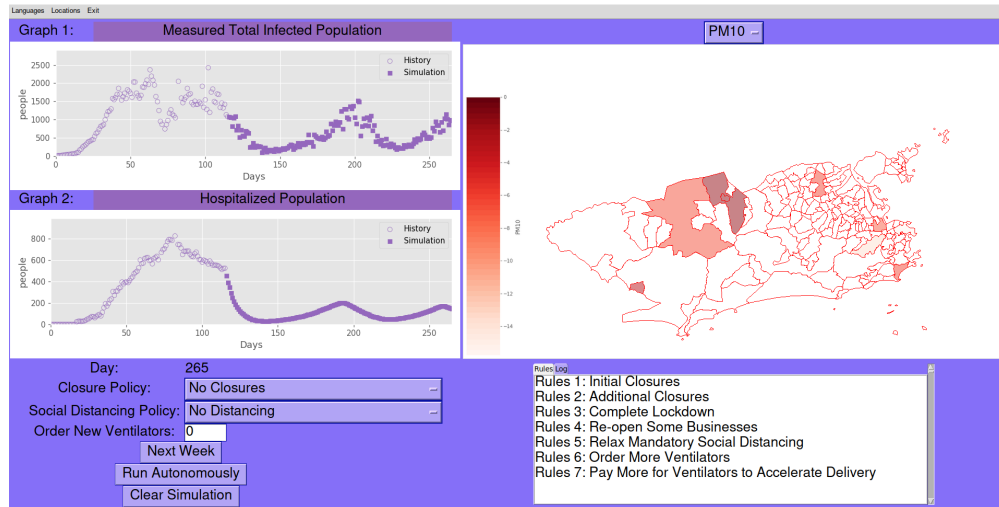 Languages Locations Exit
Graph 1: Measured Total Infected Population
PM10
History
Simulation
2500
2000
1500
1000
500
0
people
0 50 100 150 200 250
Days
Graph 2: Hospitalized Population
History
Simulation
800
600
400
200
0
people
0 50 100 150 200 250
Days
0
-2
-4
-6
-8
-10
-12
-14
PM10
Day: 265
Closure Policy: No Closures
Social Distancing Policy: No Distancing
Order New Ventilators: 0
Next Week
Run Autonomously
Clear Simulation
Rules Log
Rules 1: Initial Closures
Rules 2: Additional Closures
Rules 3: Complete Lockdown
Rules 4: Re-open Some Businesses
Rules 5: Relax Mandatory Social Distancing
Rules 6: Order More Ventilators
Rules 7: Pay More for Ventilators to Accelerate Delivery